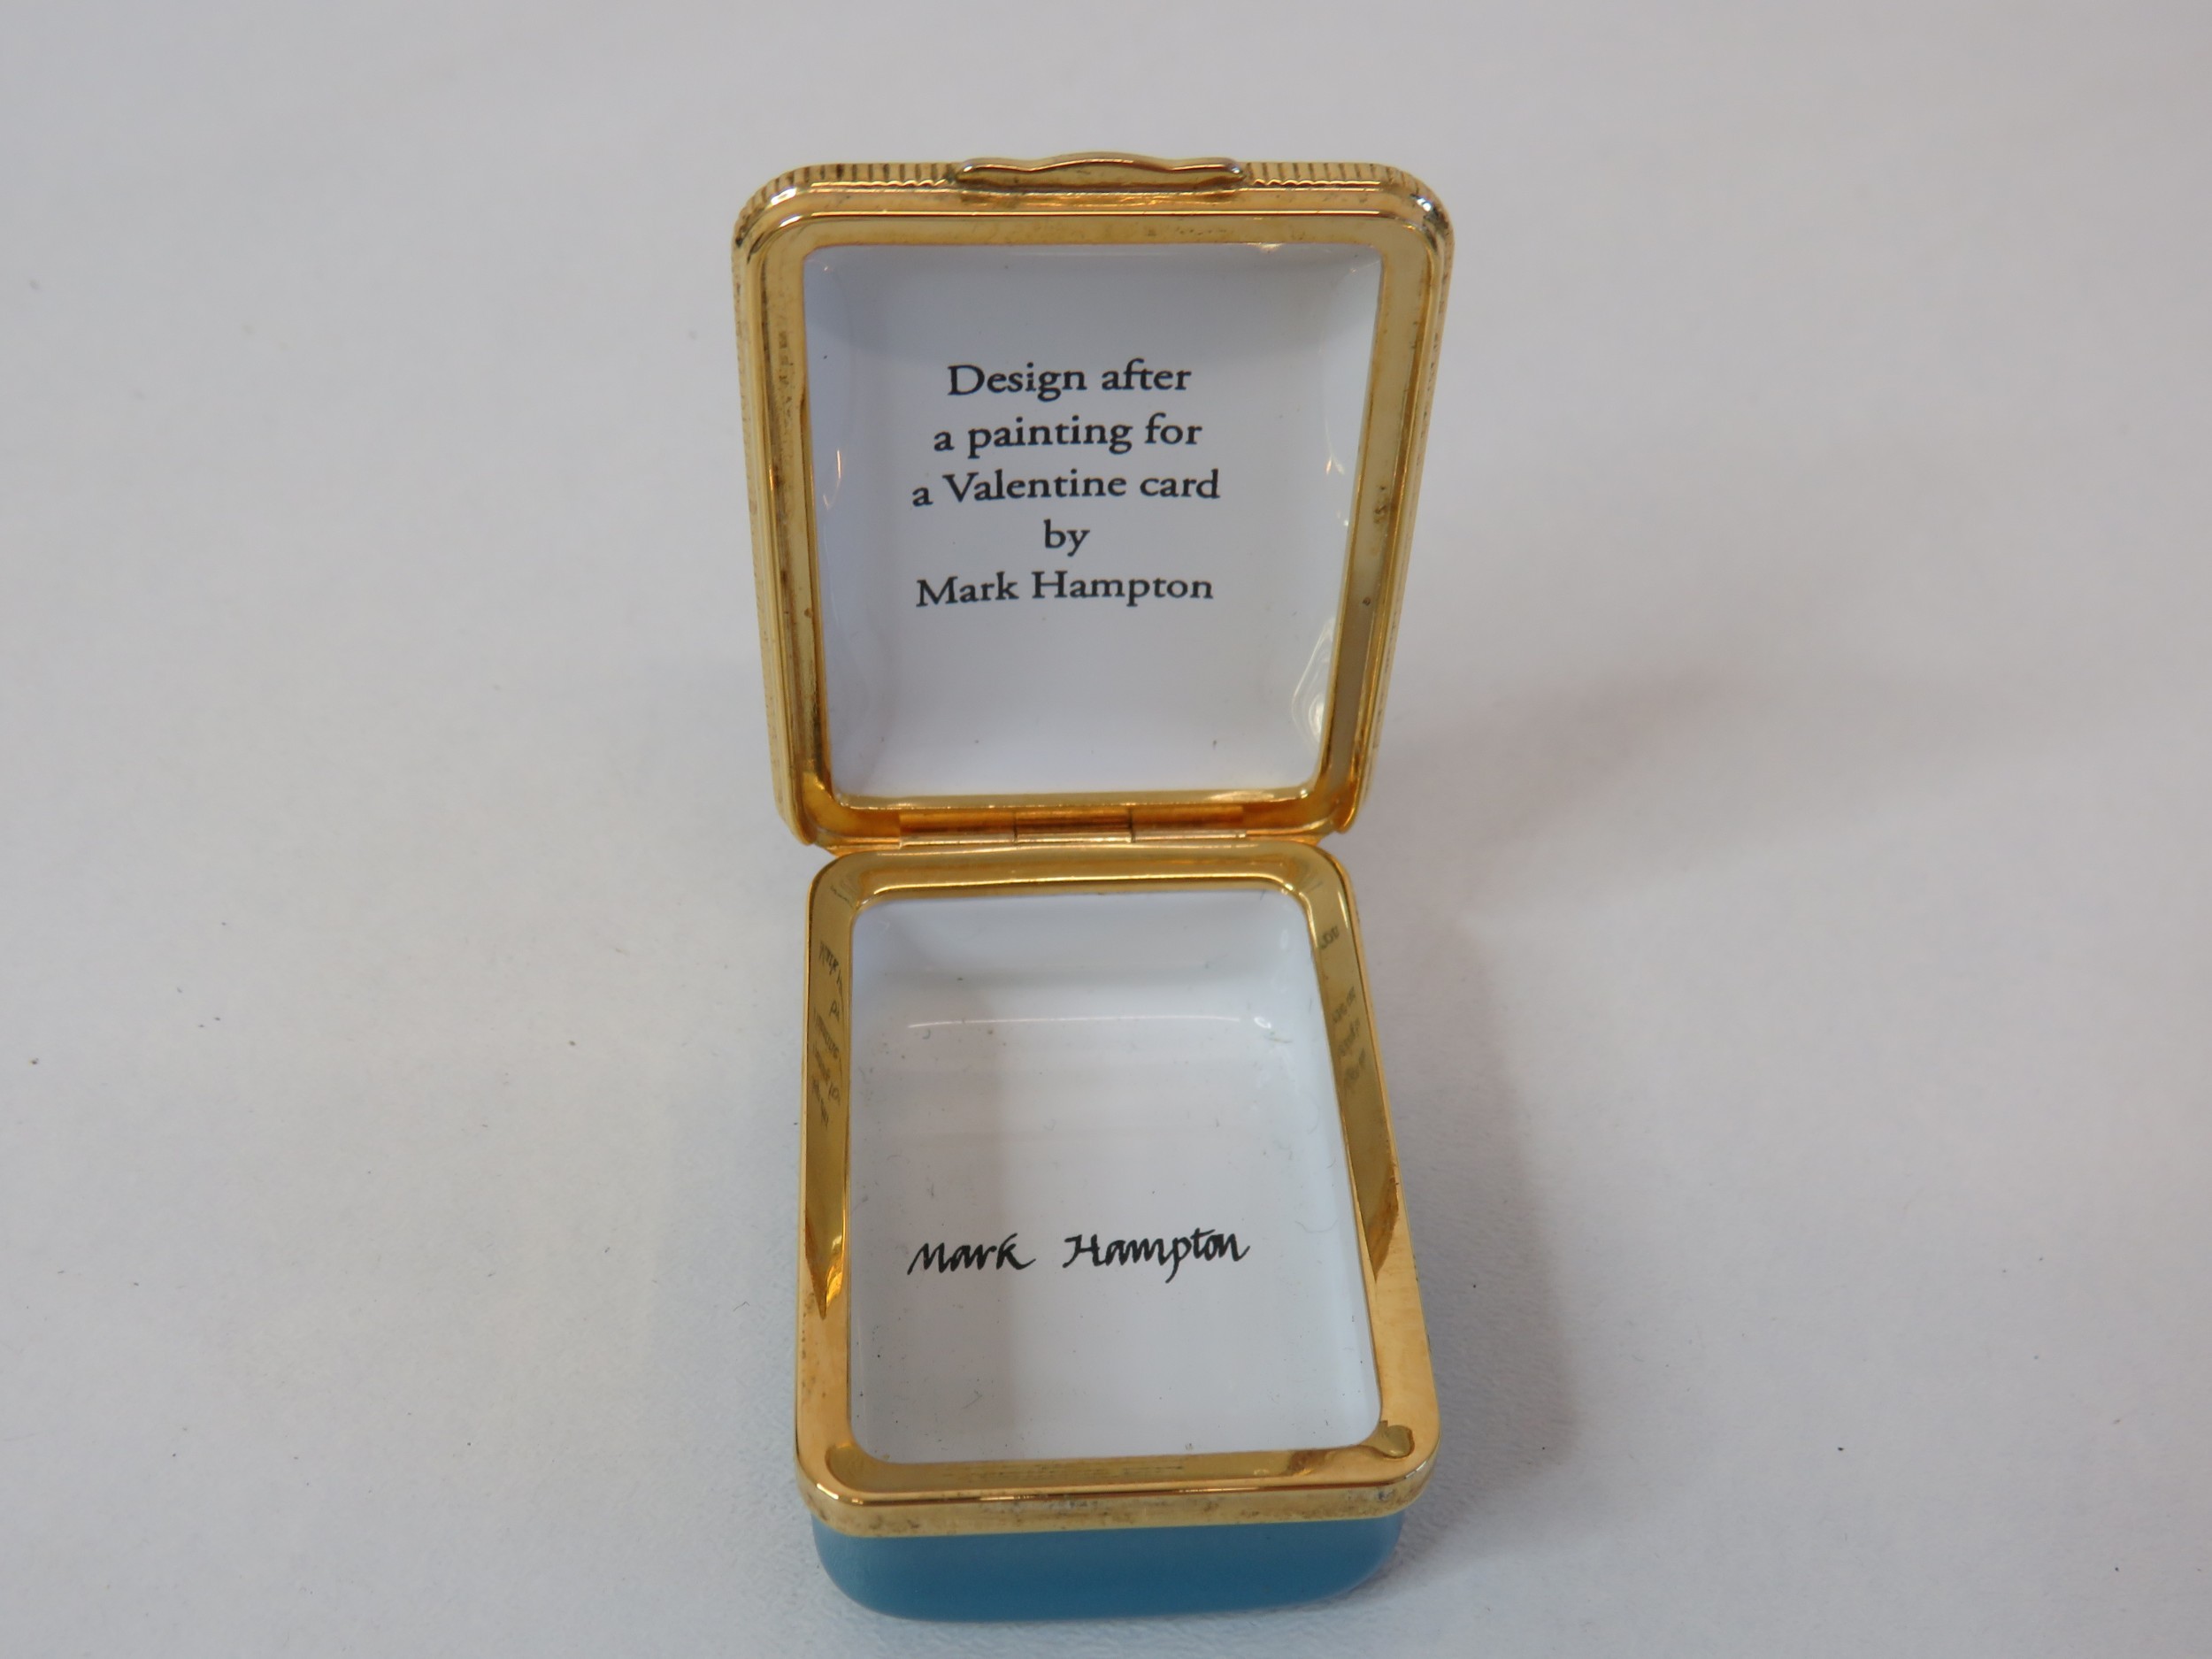 Design after
a painting for
a Valentine card
by
Mark Hampton
Mark Hampton